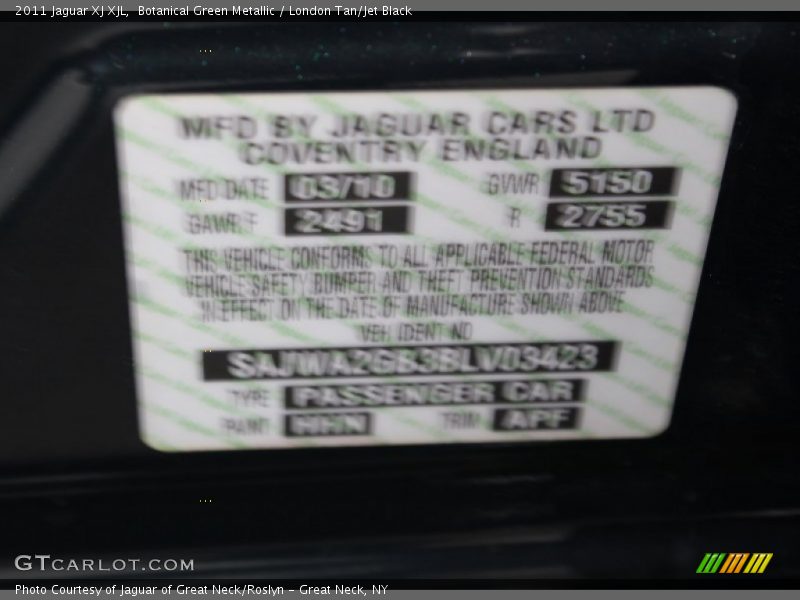 2011 Jaguar XJ XJL, Botanical Green Metallic / London Tan/Jet Black
MFD BY JAGUAR CARS LTD
COVENTRY ENGLAND
MFD DATE 03/10 GVWR 5150
GAWR F 2491 R 2755
THIS VEHICLE CONFORMS TO ALL APPLICABLE FEDERAL MOTOR
VEHICLE SAFETY BUMPER AND THEFT PREVENTION STANDARDS
IN EFFECT ON THE DATE OF MANUFACTURE SHOWN ABOVE
VEH IDENT NO
SAJWA2GB3BLV03423
TYPE PASSENGER CAR
PAINT HHN TRIM APF
GTCARLOT.COM
Photo Courtesy of Jaguar of Great Neck/Roslyn - Great Neck, NY